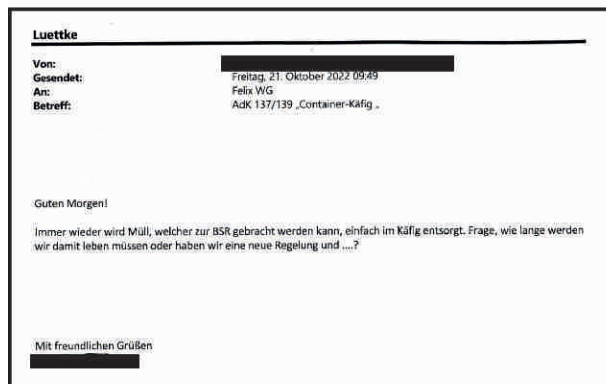 Luettke
Von:
Gesendet: Freitag, 21. Oktober 2022 09:49
An: Felix WG
Betreff: AdK 137/139 „Container-Käfig „
Guten Morgen!
Immer wieder wird Müll, welcher zur BSR gebracht werden kann, einfach im Käfig entsorgt. Frage, wie lange werden
wir damit leben müssen oder haben wir eine neue Regelung und ....?
Mit freundlichen Grüßen